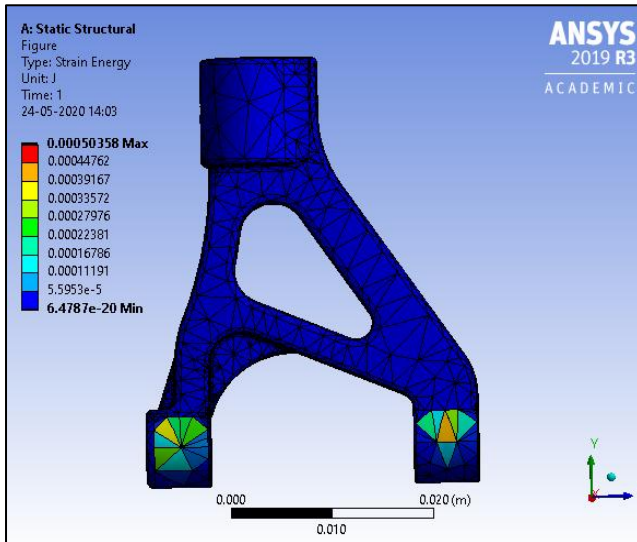 A: Static Structural
Figure
Type: Strain Energy
Unit: J
Time: 1
24-05-2020 14:03
0.00050358 Max
0.00044762
0.00039167
0.00033572
0.00027976
0.00022381
0.00016786
0.00011191
5.5953e-5
6.4787e-20 Min
ANSYS
2019 R3
ACADEMIC
0.000
0.020 (m)
0.010
Y
X